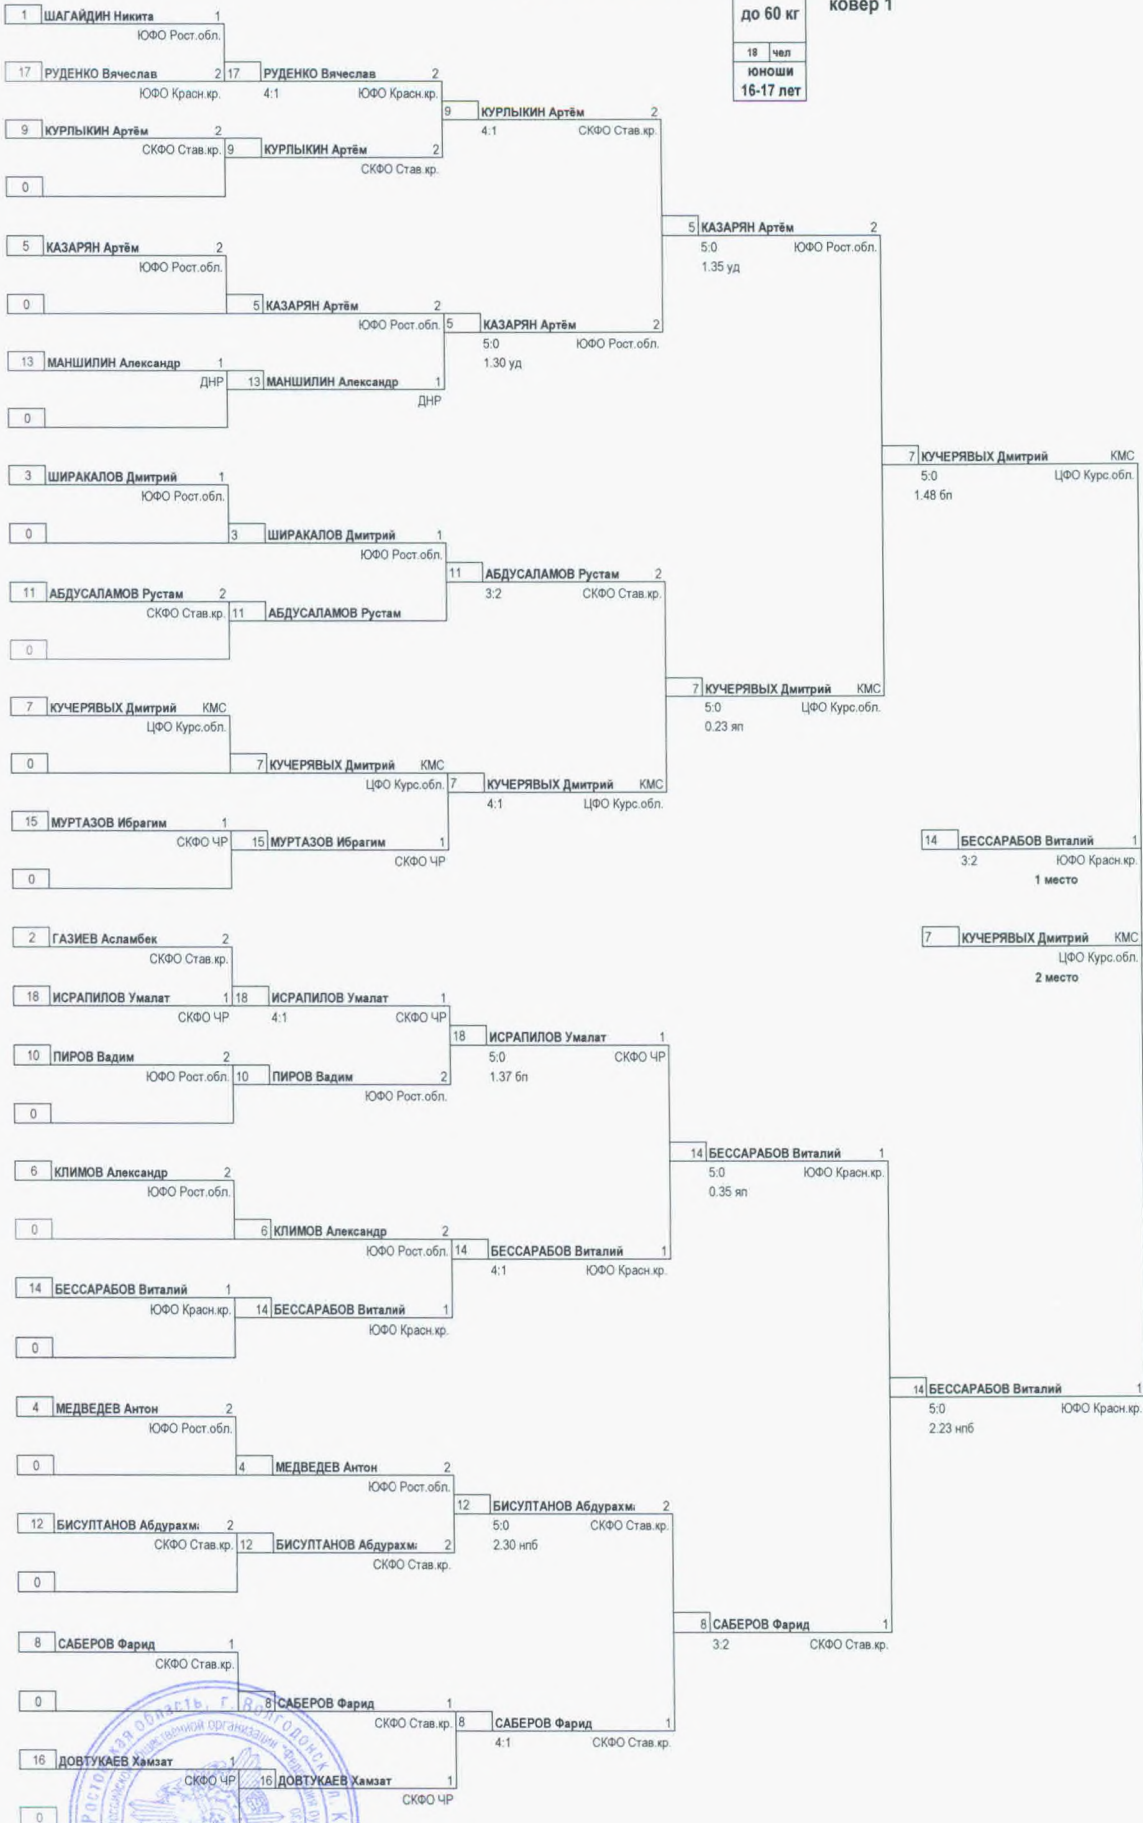 до 60 кг
ковер 1
18 чел
юноши
16-17 лет
1 ШАГАЙДИН Никита 1
ЮФО Рост.обл.
17 РУДЕНКО Вячеслав 2 17 РУДЕНКО Вячеслав 2
ЮФО Красн.кр. 4:1 ЮФО Красн.кр.
9 КУРЛЫКИН Артём 2
4:1 СКФО Став.кр.
9 КУРЛЫКИН Артём 2
СКФО Став.кр. 9 КУРЛЫКИН Артём 2
СКФО Став.кр.
0
5 КАЗАРЯН Артём 2
5:0 ЮФО Рост.обл.
1.35 уд
5 КАЗАРЯН Артём 2
ЮФО Рост.обл.
0 5 КАЗАРЯН Артём 2
ЮФО Рост.обл. 5 КАЗАРЯН Артём 2
5:0 ЮФО Рост.обл.
1.30 уд
13 МАНШИЛИН Александр 1
ДНР 13 МАНШИЛИН Александр 1
ДНР
0
7 КУЧЕРЯВЫХ Дмитрий КМС
5:0 ЦФО Курс.обл.
1.48 бп
3 ШИРАКАЛОВ Дмитрий 1
ЮФО Рост.обл.
0 3 ШИРАКАЛОВ Дмитрий 1
ЮФО Рост.обл.
11 АБДУСАЛАМОВ Рустам 2
3:2 СКФО Став.кр.
11 АБДУСАЛАМОВ Рустам 2
СКФО Став.кр. 11 АБДУСАЛАМОВ Рустам
0
7 КУЧЕРЯВЫХ Дмитрий КМС
5:0 ЦФО Курс.обл.
0.23 яп
7 КУЧЕРЯВЫХ Дмитрий КМС
ЦФО Курс.обл.
0 7 КУЧЕРЯВЫХ Дмитрий КМС
ЦФО Курс.обл. 7 КУЧЕРЯВЫХ Дмитрий КМС
4:1 ЦФО Курс.обл.
15 МУРТАЗОВ Ибрагим 1
СКФО ЧР 15 МУРТАЗОВ Ибрагим 1
СКФО ЧР
0
14 БЕССАРАБОВ Виталий 1
3:2 ЮФО Красн.кр.
1 место
7 КУЧЕРЯВЫХ Дмитрий КМС
ЦФО Курс.обл.
2 место
2 ГАЗИЕВ Асламбек 2
СКФО Став.кр.
18 ИСРАПИЛОВ Умалат 1 18 ИСРАПИЛОВ Умалат 1
СКФО ЧР 4:1 СКФО ЧР
18 ИСРАПИЛОВ Умалат 1
5:0 СКФО ЧР
1.37 бп
10 ПИРОВ Вадим 2
ЮФО Рост.обл. 10 ПИРОВ Вадим 2
ЮФО Рост.обл.
0
14 БЕССАРАБОВ Виталий 1
5:0 ЮФО Красн.кр.
0.35 яп
6 КЛИМОВ Александр 2
ЮФО Рост.обл.
0 6 КЛИМОВ Александр 2
ЮФО Рост.обл. 14 БЕССАРАБОВ Виталий 1
4:1 ЮФО Красн.кр.
14 БЕССАРАБОВ Виталий 1
ЮФО Красн.кр. 14 БЕССАРАБОВ Виталий 1
ЮФО Красн.кр.
0
14 БЕССАРАБОВ Виталий 1
5:0 ЮФО Красн.кр.
2.23 нпб
4 МЕДВЕДЕВ Антон 2
ЮФО Рост.обл.
0 4 МЕДВЕДЕВ Антон 2
ЮФО Рост.обл.
12 БИСУЛТАНОВ Абдурахм 2
5:0 СКФО Став.кр.
2.30 нпб
12 БИСУЛТАНОВ Абдурахм 2
СКФО Став.кр. 12 БИСУЛТАНОВ Абдурахм 2
СКФО Став.кр.
0
8 САБЕРОВ Фарид 1
3:2 СКФО Став.кр.
8 САБЕРОВ Фарид 1
СКФО Став.кр.
0 8 САБЕРОВ Фарид 1
СКФО Став.кр. 8 САБЕРОВ Фарид 1
4:1 СКФО Став.кр.
16 ДОВТУКАЕВ Хамзат 1
СКФО ЧР 16 ДОВТУКАЕВ Хамзат 1
СКФО ЧР
0
Ростовская область, г. Волгодонск
общественной организации